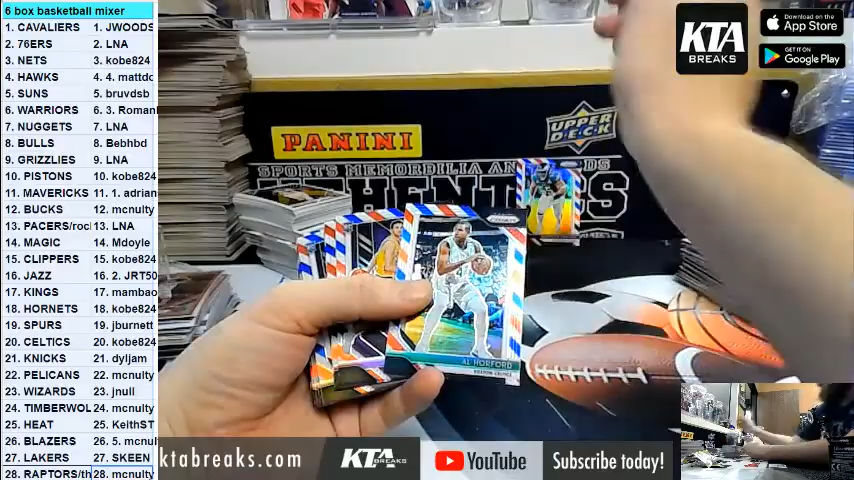 6 box basketball mixer
1. CAVALIERS 1. JWOODS
2. 76ERS 2. LNA
3. NETS 3. kobe824
4. HAWKS 4. 4. mattdc
5. SUNS 5. bruvdsb
6. WARRIORS 6. 3. Roman
7. NUGGETS 7. LNA
8. BULLS 8. Bebhbd
9. GRIZZLIES 9. LNA
10. PISTONS 10. kobe824
11. MAVERICKS 11. 1. adrian
12. BUCKS 12. mcnulty
13. PACERS/roc 13. LNA
14. MAGIC 14. Mdoyle
15. CLIPPERS 15. kobe824
16. JAZZ 16. 2. JRT50
17. KINGS 17. mambao
18. HORNETS 18. kobe824
19. SPURS 19. jburnett
20. CELTICS 20. kobe824
21. KNICKS 21. dyljam
22. PELICANS 22. mcnulty
23. WIZARDS 23. jnull
24. TIMBERWOL 24. mcnulty
25. HEAT 25. KeithST
26. BLAZERS 26. 5. mcnul
27. LAKERS 27. SKEEN
28. RAPTORS/th 28. mcnulty
KTA
BREAKS
Download on the
App Store
GET IT ON
Google Play
PANINI
UPPER
DECK
SPORTS MEMORABILIA AND
THENTICS
PRIZM
AL HORFORD
BOSTON CELTICS
ktabreaks.com
KTA
BREAKS
YouTube
Subscribe today!